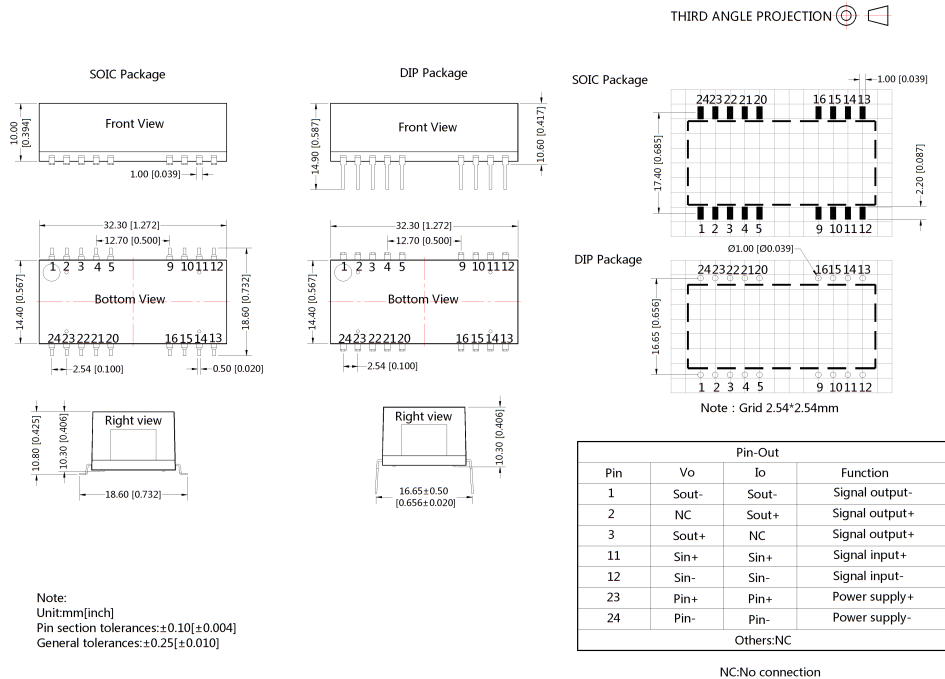 THIRD ANGLE PROJECTION
SOIC Package
DIP Package
SOIC Package
1.00 [0.039]
Front View
10.00
[0.394]
1.00 [0.039]
Front View
14.90 [0.587]
10.60 [0.417]
24 23 22 21 20 16 15 14 13
17.40 [0.685]
2.20 [0.087]
1 2 3 4 5 9 10 11 12
32.30 [1.272]
12.70 [0.500]
1 2 3 4 5 9 10 11 12
Bottom View
14.40 [0.567]
18.60 [0.732]
24 23 22 21 20 16 15 14 13
2.54 [0.100]
0.50 [0.020]
32.30 [1.272]
12.70 [0.500]
1 2 3 4 5 9 10 11 12
Bottom View
14.40 [0.567]
24 23 22 21 20 16 15 14 13
2.54 [0.100]
DIP Package
Ø1.00 [Ø0.039]
24 23 22 21 20 16 15 14 13
16.65 [0.656]
1 2 3 4 5 9 10 11 12
Note : Grid 2.54*2.54mm
Right view
10.80 [0.425]
10.30 [0.406]
18.60 [0.732]
Right view
10.30 [0.406]
16.65±0.50
[0.656±0.020]
Pin-Out
Pin Vo Io Function
1 Sout- Sout- Signal output-
2 NC Sout+ Signal output+
3 Sout+ NC Signal output+
11 Sin+ Sin+ Signal input+
12 Sin- Sin- Signal input-
23 Pin+ Pin+ Power supply+
24 Pin- Pin- Power supply-
Others:NC
NC:No connection
Note:
Unit:mm[inch]
Pin section tolerances:±0.10[±0.004]
General tolerances:±0.25[±0.010]